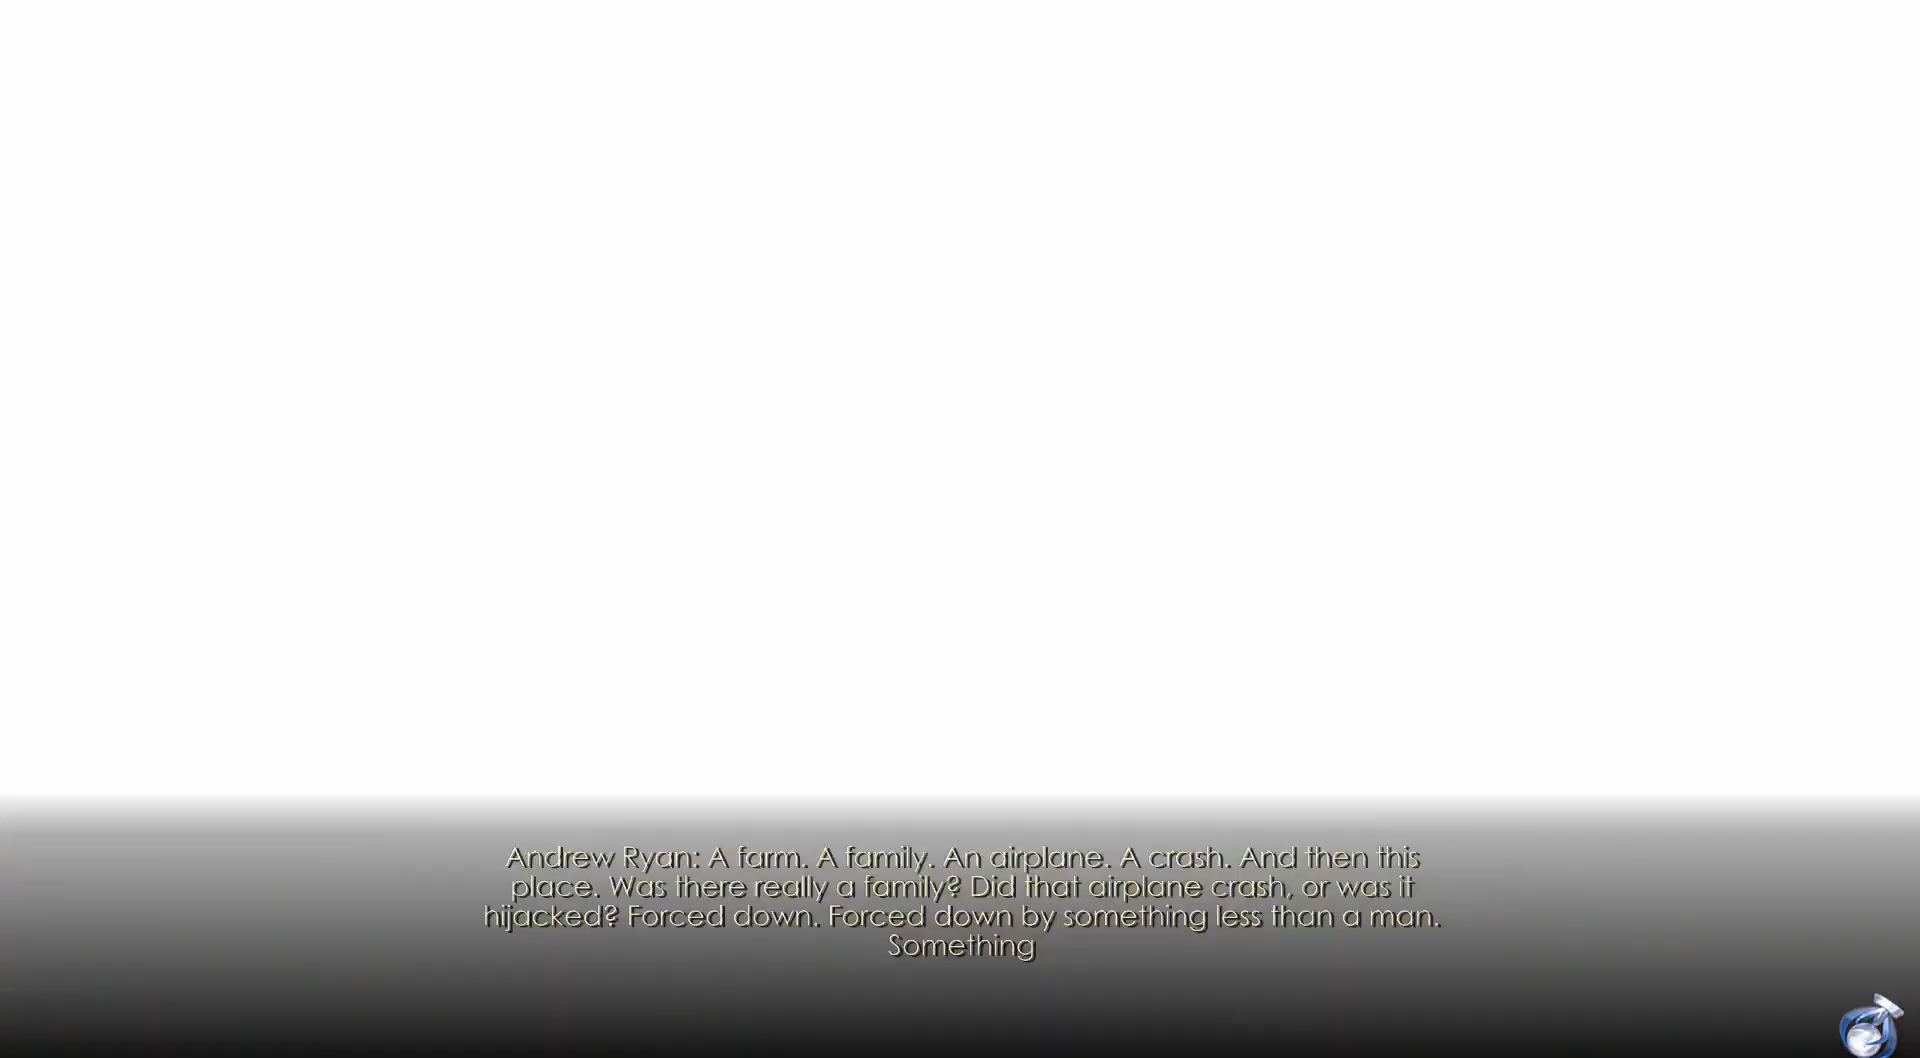 Andrew Ryan: A farm. A family. An airplane. A crash. And then this
place. Was there really a family? Did that airplane crash, or was it
hijacked? Forced down. Forced down by something less than a man.
Something